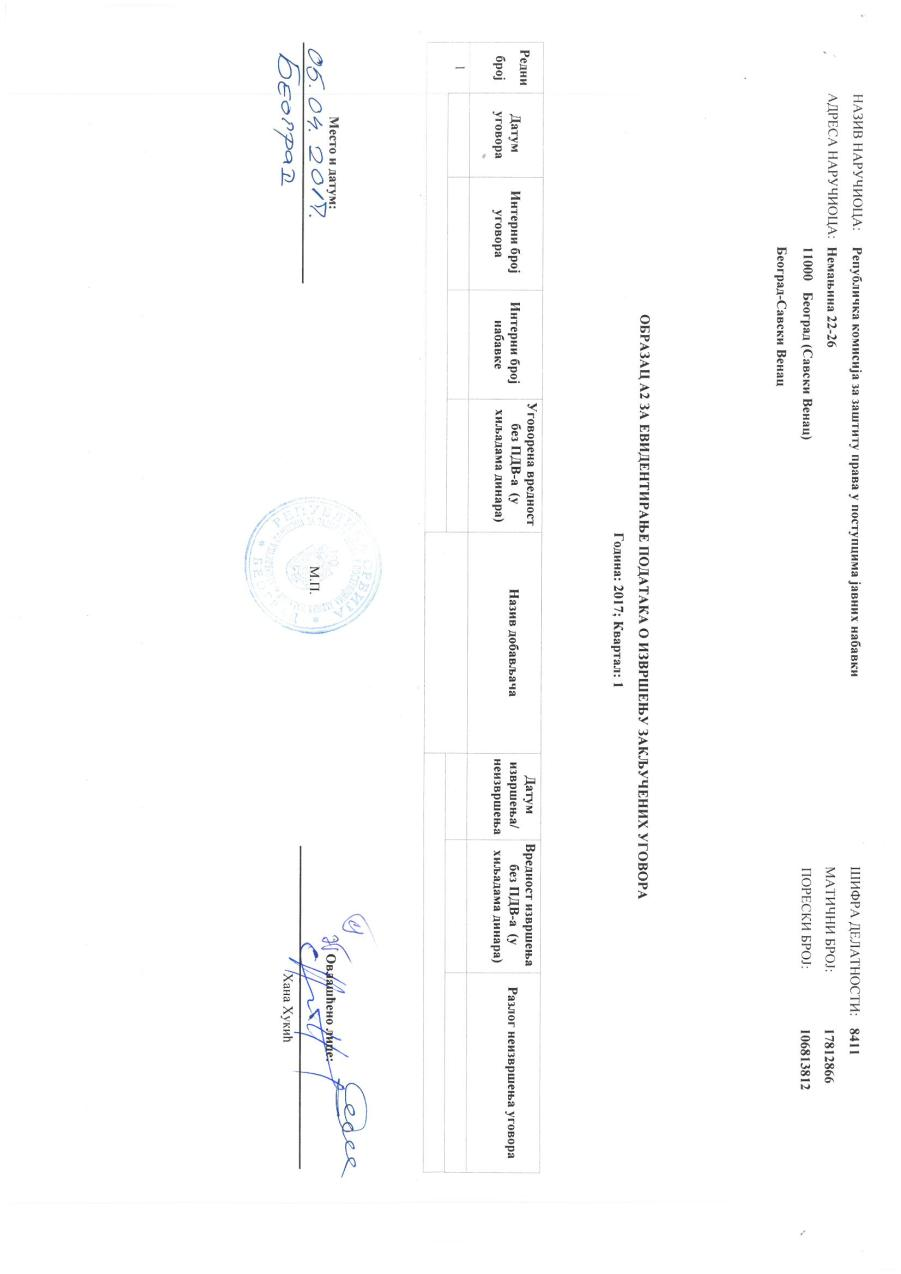 НАЗИВ НАРУЧИОЦА: Републичка комисија за заштиту права у поступцима јавних набавки
АДРЕСА НАРУЧИОЦА: Немањина 22-26
11000 Београд (Савски Венац)
Београд-Савски Венац
ШИФРА ДЕЛАТНОСТИ: 8411
МАТИЧНИ БРОЈ: 17812866
ПОРЕСКИ БРОЈ: 106813812
ОБРАЗАЦ А2 ЗА ЕВИДЕНТИРАЊЕ ПОДАТАКА О ИЗВРШЕЊУ ЗАКЉУЧЕНИХ УГОВОРА
Година: 2017; Квартал: 1
Редни
број
Датум
уговора
Интерни број
уговора
Интерни број
набавке
Уговорена вредност
без ПДВ-а (у
хиљадама динара)
Назив добављача
Датум
извршења/
неизвршења
Вредност извршења
без ПДВ-а (у
хиљадама динара)
Разлог неизвршења уговора
1
Место и датум:
06.04.2017.
БЕОГРАД
М.П.
РЕПУБЛИКА СРБИЈА
БЕОГРАД
Овлашћено лице:
Хана Хукић